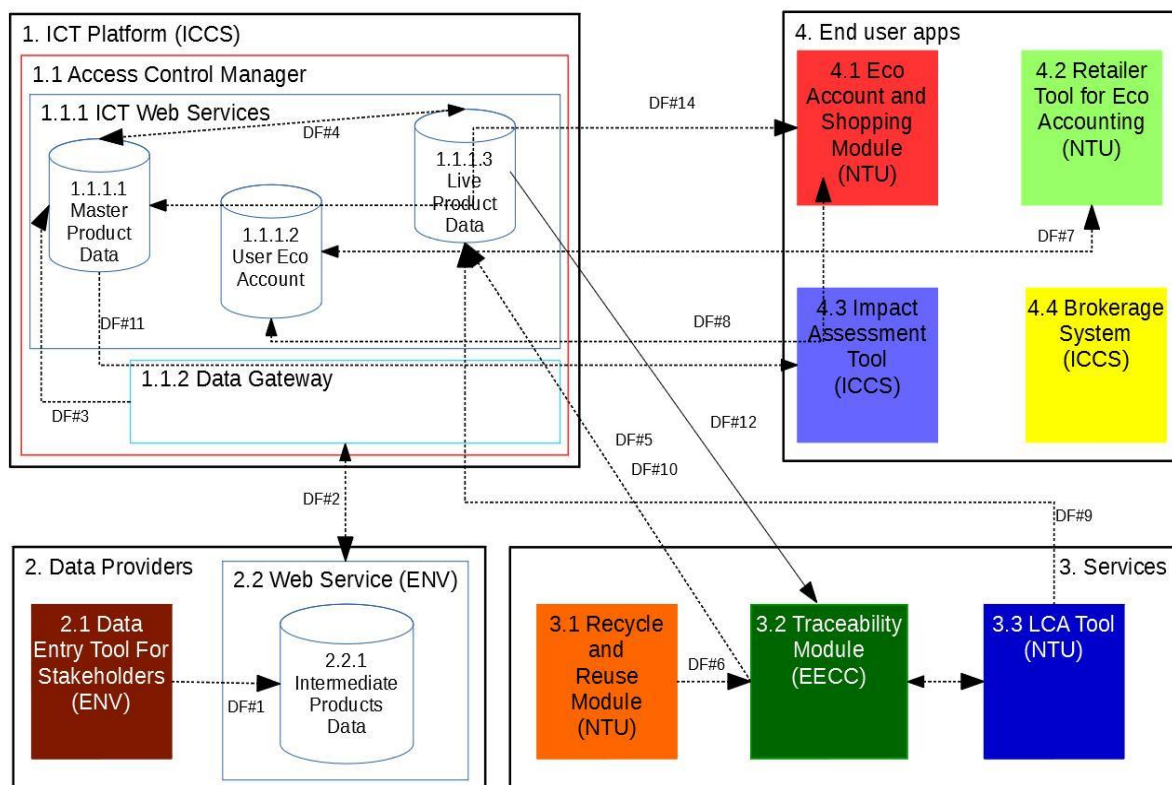 1. ICT Platform (ICCS)
1.1 Access Control Manager
1.1.1 ICT Web Services
DF#4
1.1.1.1
Master
Product
Data
1.1.1.2
User Eco
Account
1.1.1.3
Live
Product
Data
DF#11
1.1.2 Data Gateway
DF#3
DF#14
DF#7
DF#8
DF#12
DF#5
DF#10
DF#2
DF#9
4. End user apps
4.1 Eco
Account and
Shopping
Module
(NTU)
4.2 Retailer
Tool for Eco
Accounting
(NTU)
4.3 Impact
Assessment
Tool
(ICCS)
4.4 Brokerage
System
(ICCS)
2. Data Providers
2.1 Data
Entry Tool For
Stakeholders
(ENV)
DF#1
2.2 Web Service (ENV)
2.2.1
Intermediate
Products
Data
3. Services
3.1 Recycle
and
Reuse
Module
(NTU)
DF#6
3.2 Traceability
Module
(EECC)
3.3 LCA Tool
(NTU)